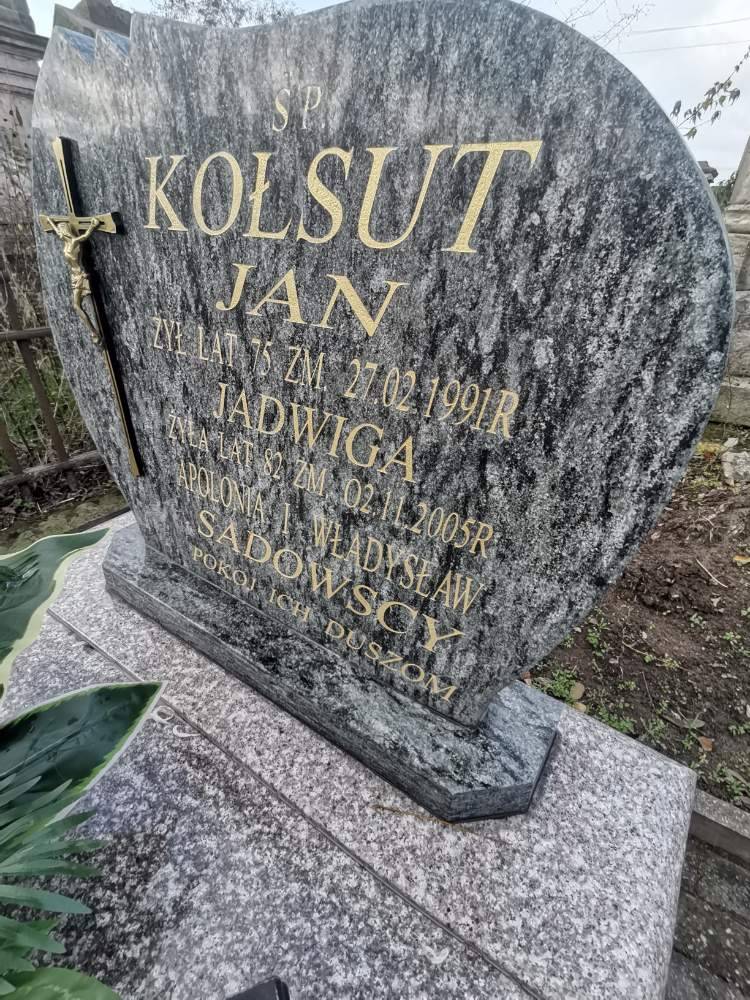 ŚP
KOŁSUT
JAN
ŻYŁ LAT 75 ZM. 27.02.1991R
JADWIGA
ŻYŁA LAT 82 ZM. 02.11.2005R
APOLONIA I WŁADYSŁAW
SADOWSCY
POKÓJ ICH DUSZOM